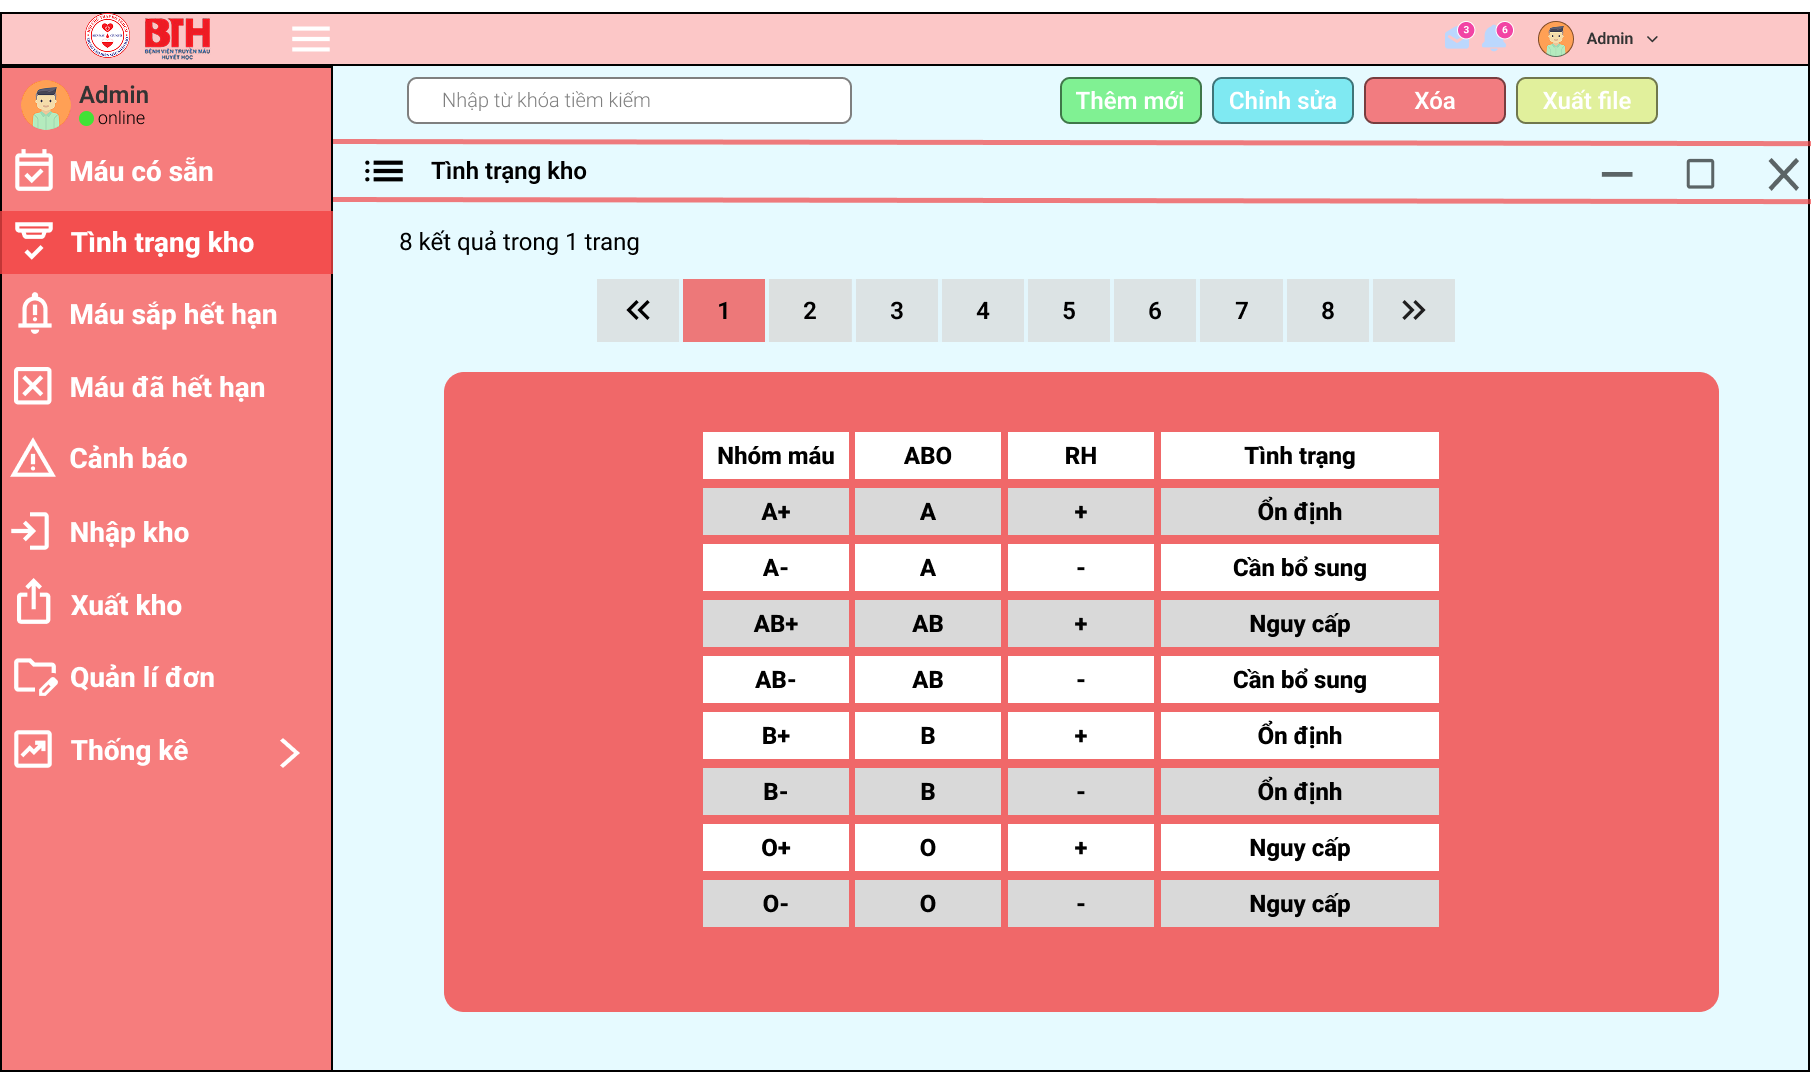 BTH
BỆNH VIỆN TRUYỀN MÁU
HUYẾT HỌC
3
6
Admin
Admin
online
Nhập từ khóa tiềm kiếm
Thêm mới
Chỉnh sửa
Xóa
Xuất file
Máu có sẵn
Tình trạng kho
Máu sắp hết hạn
Máu đã hết hạn
Cảnh báo
Nhập kho
Xuất kho
Quản lí đơn
Thống kê
Tình trạng kho
8 kết quả trong 1 trang
« 1 2 3 4 5 6 7 8 »
Nhóm máu ABO RH Tình trạng
A+ A + Ổn định
A- A - Cần bổ sung
AB+ AB + Nguy cấp
AB- AB - Cần bổ sung
B+ B + Ổn định
B- B - Ổn định
O+ O + Nguy cấp
O- O - Nguy cấp